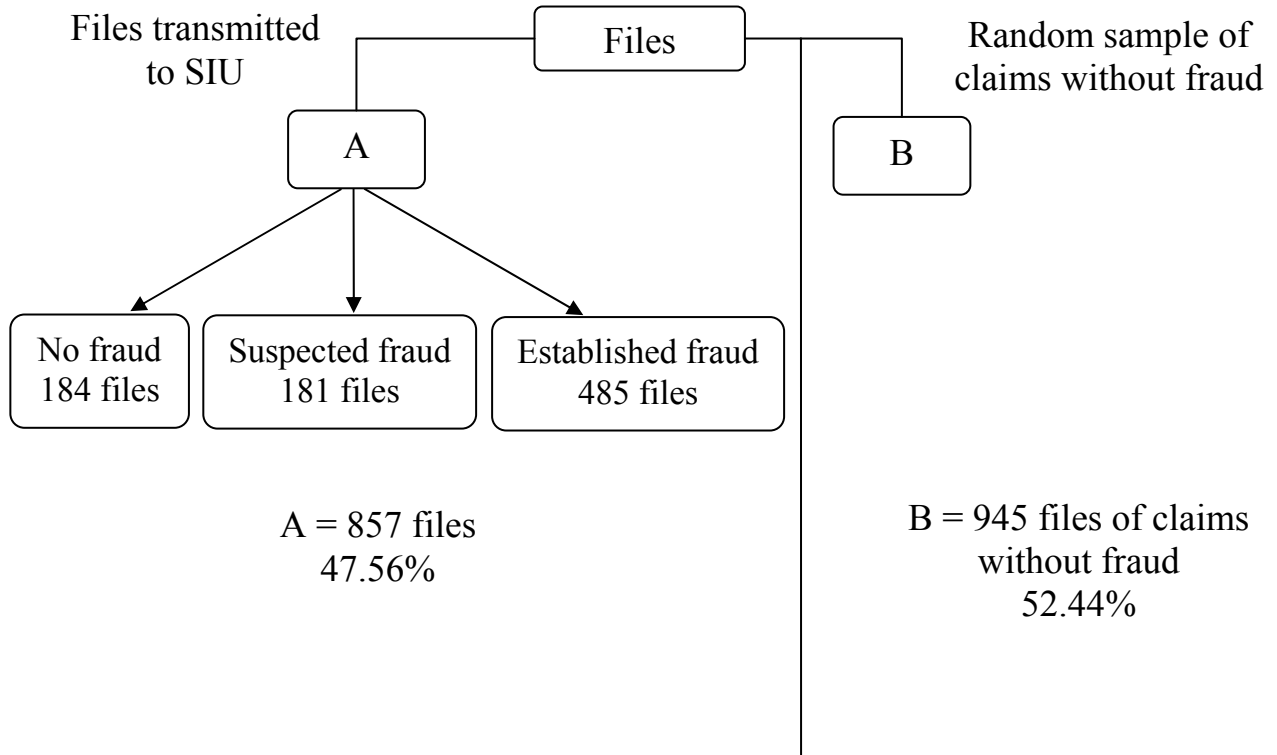 Files transmitted
to SIU
Files
Random sample of
claims without fraud
A
B
No fraud
184 files
Suspected fraud
181 files
Established fraud
485 files
A = 857 files
47.56%
B = 945 files of claims
without fraud
52.44%